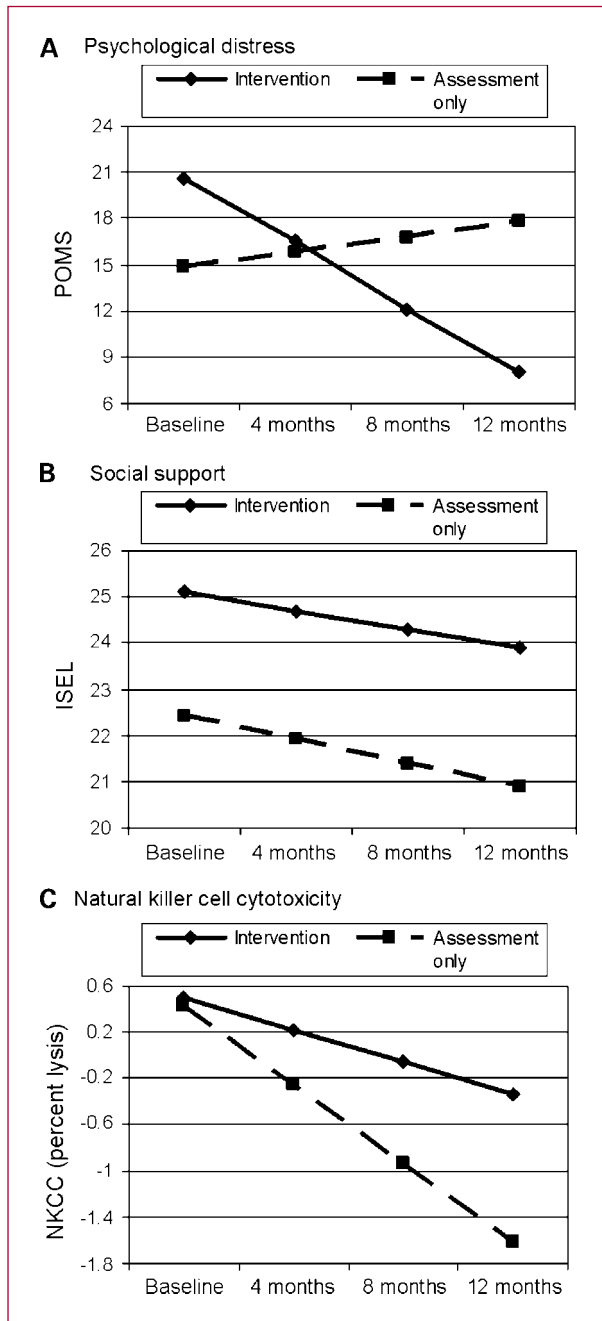 A Psychological distress
Intervention
Assessment
only
24
21
18
15
12
9
6
POMS
Baseline 4 months 8 months 12 months
B Social support
Intervention
Assessment
only
26
25
24
23
22
21
20
ISEL
Baseline 4 months 8 months 12 months
C Natural killer cell cytotoxicity
Intervention
Assessment
only
0.6
0.2
-0.2
-0.6
-1
-1.4
-1.8
NKCC (percent lysis)
Baseline 4 months 8 months 12 months